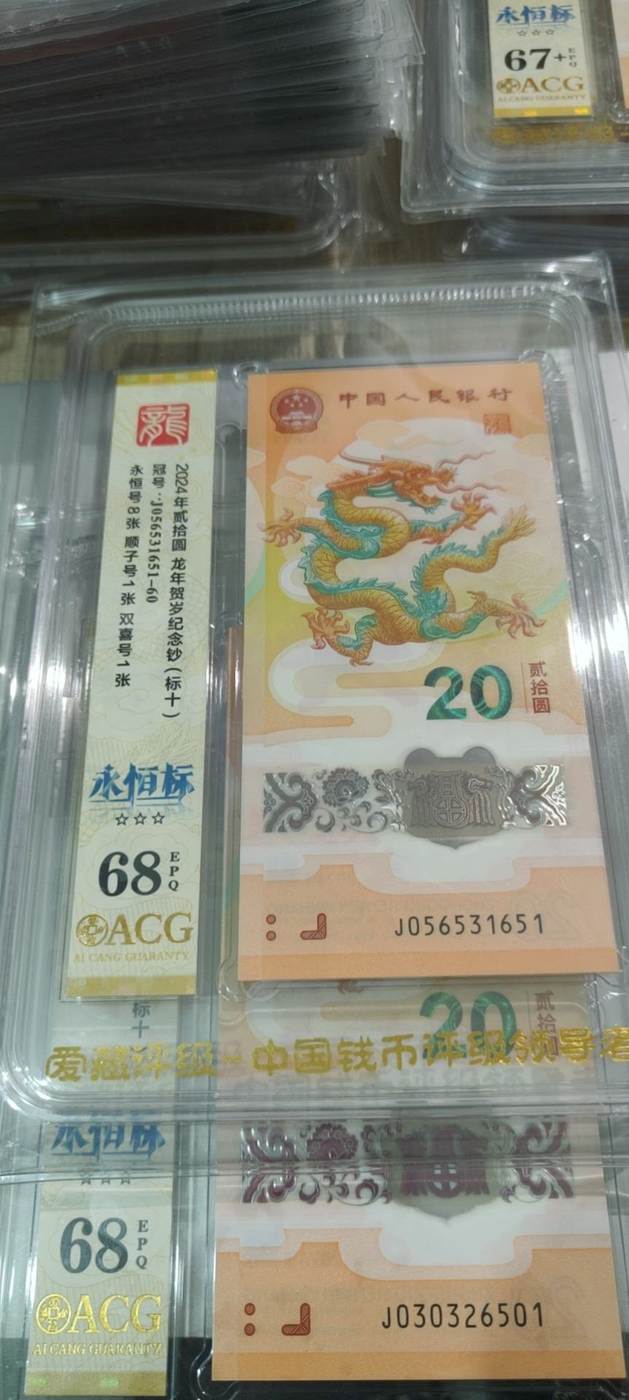 永恒标
☆☆☆
67+
EPQ
ACG
AI CANG GUARANTY
龍
2024年贰拾圆 龙年贺岁纪念钞(标十)
冠号:J056531651-60
永恒号8张 顺子号1张 双喜号1张
永恒标
☆☆☆
68
EPQ
ACG
AI CANG GUARANTY
中国人民银行
20
贰拾圆
J056531651
爱藏评级-中国钱币评级领导者
标十
20
贰拾圆
永恒标
☆☆☆
68
EPQ
ACG
AI CANG GUARANTY
J030326501